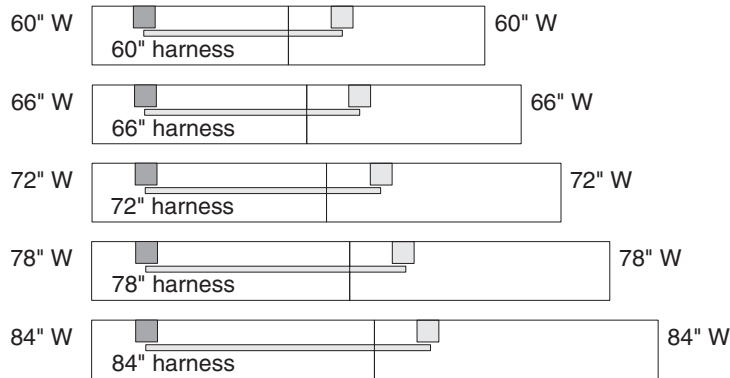 60" W 60" W
60" harness
66" W 66" W
66" harness
72" W 72" W
72" harness
78" W 78" W
78" harness
84" W 84" W
84" harness